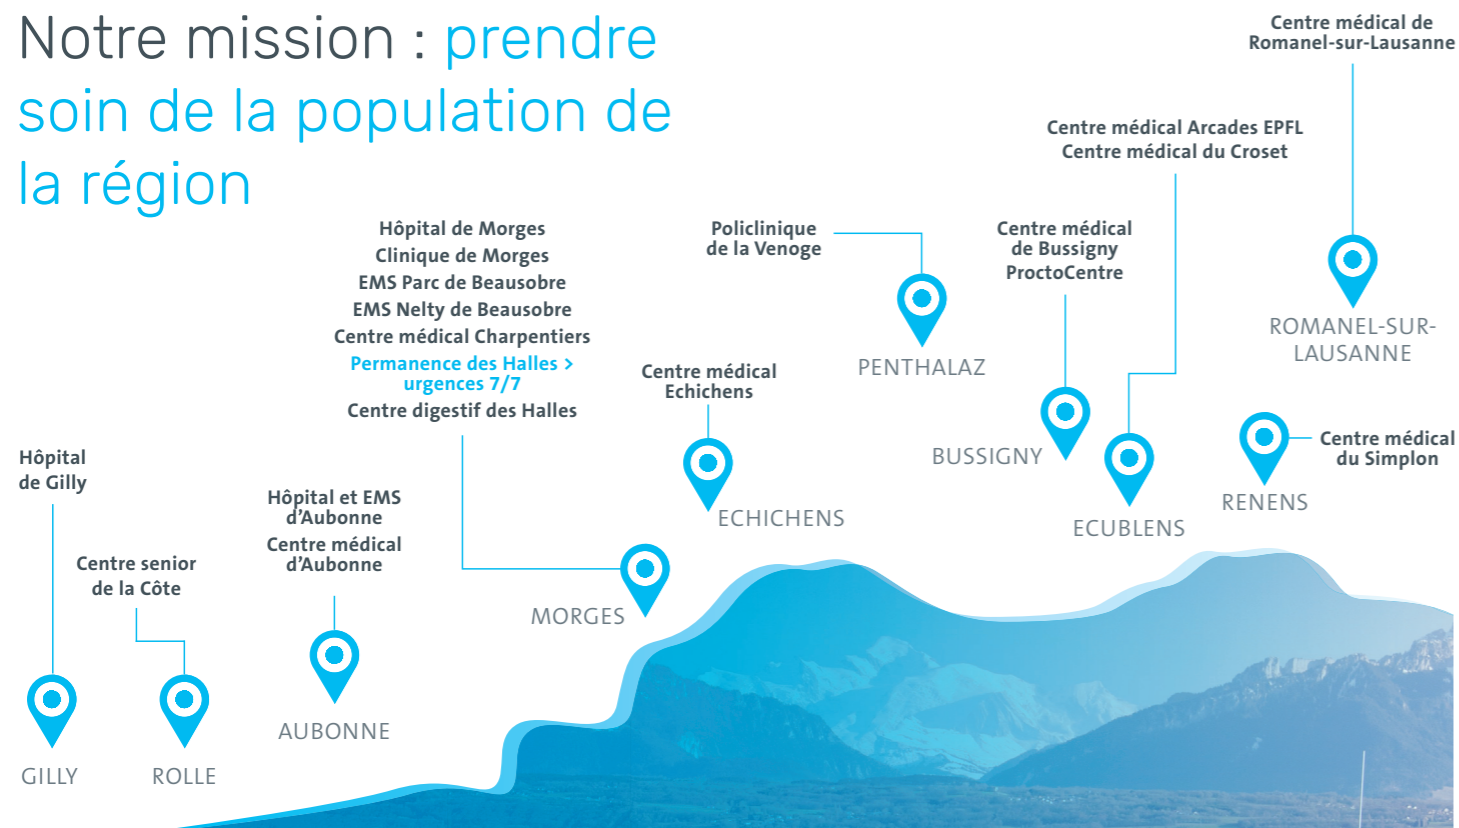 Notre mission : prendre
soin de la population de
la région
Centre médical de
Romanel-sur-Lausanne
Centre médical Arcades EPFL
Centre médical du Croset
Hôpital de Morges
Clinique de Morges
EMS Parc de Beausobre
EMS Nelty de Beausobre
Centre médical Charpentiers
Permanence des Halles >
urgences 7/7
Centre digestif des Halles
Policlinique
de la Venoge
Centre médical
de Bussigny
ProctoCentre
ROMANEL-SUR-
LAUSANNE
PENTHALAZ
Centre médical
Echichens
BUSSIGNY
Centre médical
du Simplon
Hôpital
de Gilly
RENENS
Hôpital et EMS
d’Aubonne
Centre médical
d’Aubonne
ECHICHENS
ECUBLENS
Centre senior
de la Côte
MORGES
AUBONNE
GILLY
ROLLE